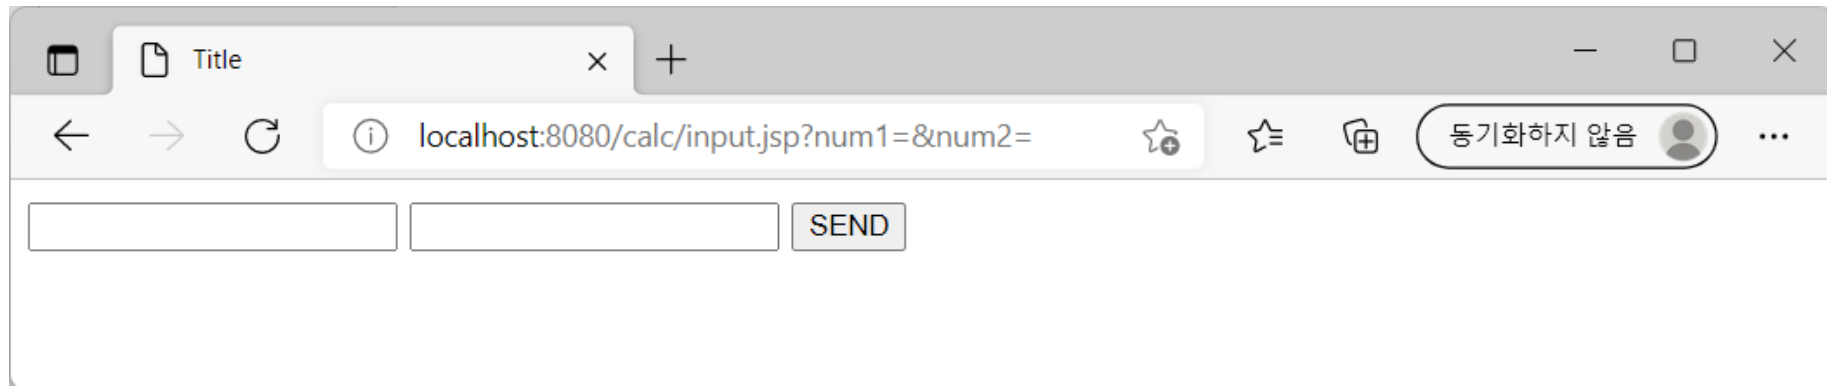 Title
localhost:8080/calc/input.jsp?num1=&num2=
동기화하지 않음
SEND